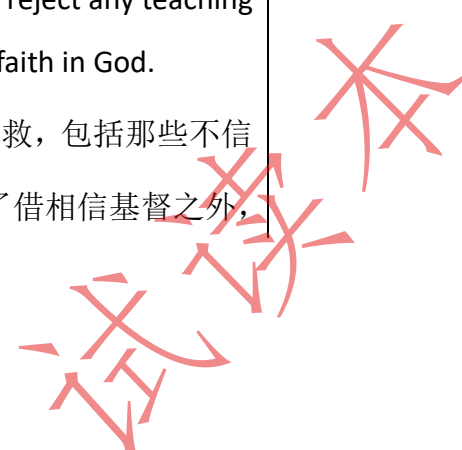 reject any teaching
faith in God.
救，包括那些不信
了借相信基督之外，
试读本